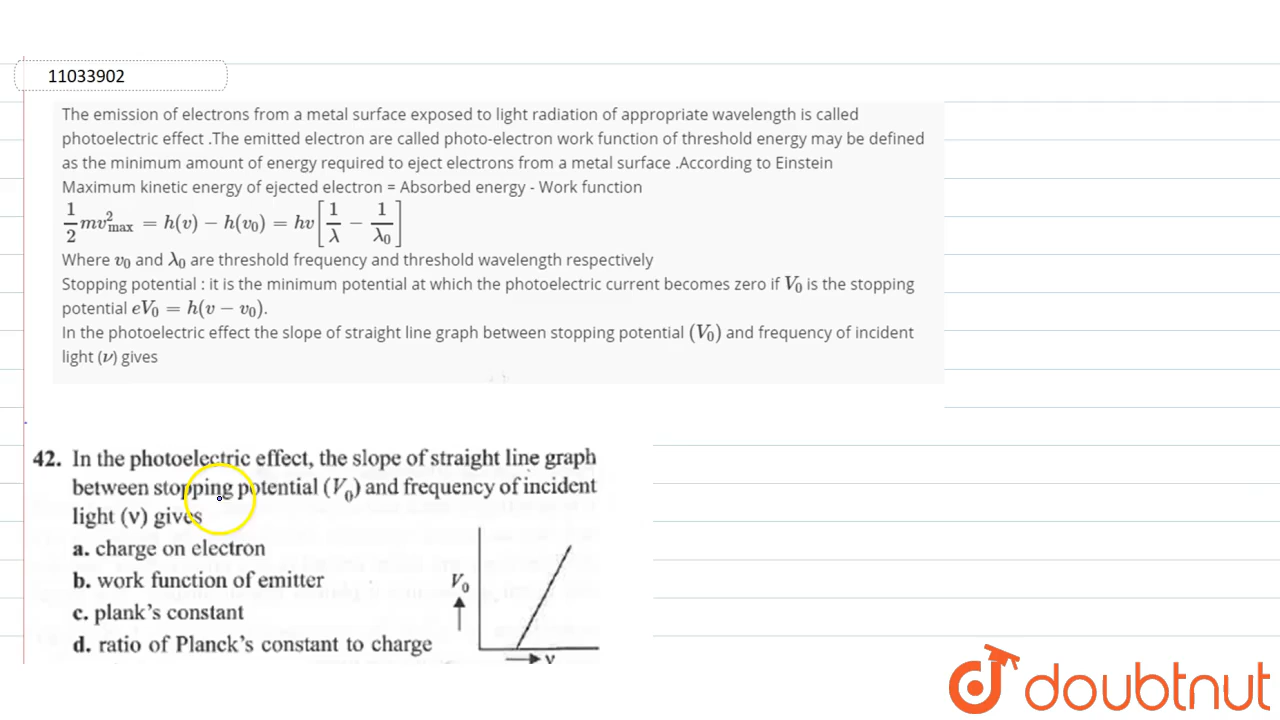 11033902
The emission of electrons from a metal surface exposed to light radiation of appropriate wavelength is called
photoelectric effect .The emitted electron are called photo-electron work function of threshold energy may be defined
as the minimum amount of energy required to eject electrons from a metal surface .According to Einstein
Maximum kinetic energy of ejected electron = Absorbed energy - Work function
1/2 mv²max = h(v) − h(v₀) = hv[1/λ − 1/λ₀]
Where v₀ and λ₀ are threshold frequency and threshold wavelength respectively
Stopping potential : it is the minimum potential at which the photoelectric current becomes zero if V₀ is the stopping
potential eV₀ = h(v − v₀).
In the photoelectric effect the slope of straight line graph between stopping potential (V₀) and frequency of incident
light (ν) gives
42. In the photoelectric effect, the slope of straight line graph
between stopping potential (V₀) and frequency of incident
light (v) gives
a. charge on electron
b. work function of emitter
c. plank's constant
d. ratio of Planck's constant to charge
V₀
v
doubtnut